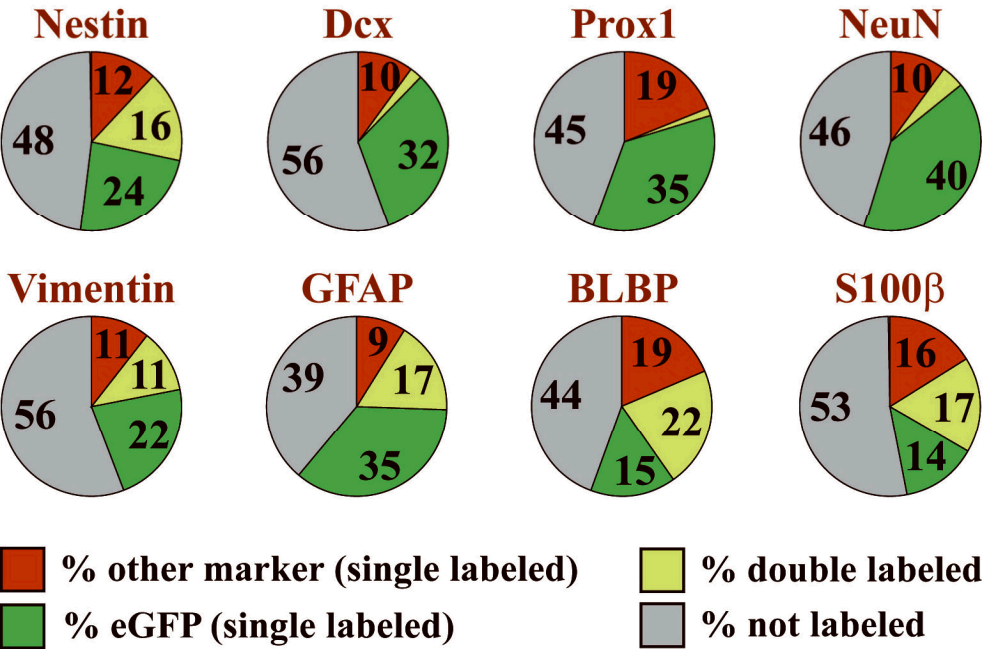 Nestin Dcx Prox1 NeuN
12 10 19 10
48 16 56 32 45 35 46 40
24
Vimentin GFAP BLBP S100β
11 9 19 16
56 11 39 17 44 22 53 17
22 35 15 14
% other marker (single labeled) % double labeled
% eGFP (single labeled) % not labeled